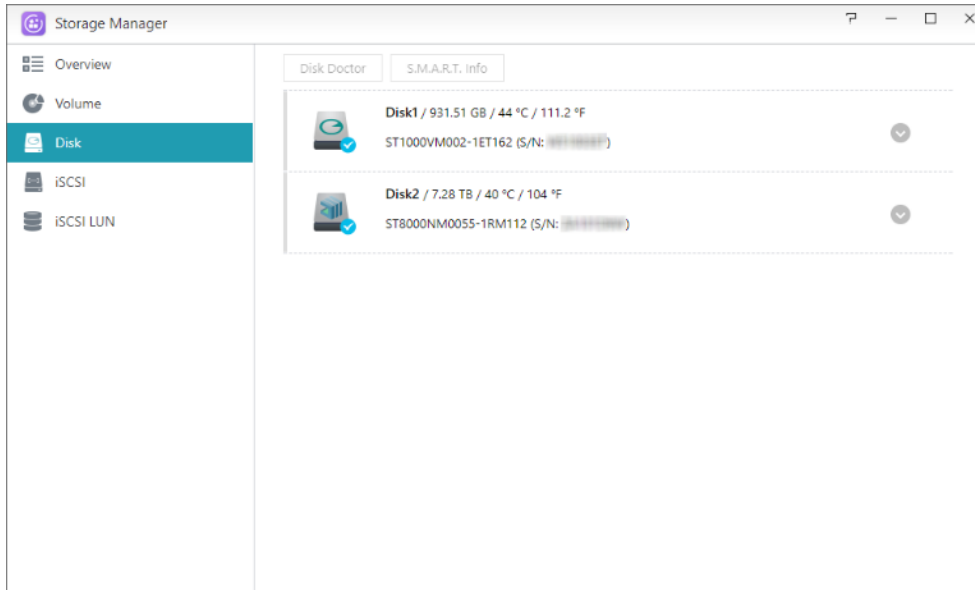 Storage Manager
Overview
Volume
Disk
iSCSI
iSCSI LUN
Disk Doctor
S.M.A.R.T. Info
Disk1 / 931.51 GB / 44 °C / 111.2 °F
ST1000VM002-1ET162 (S/N: )
Disk2 / 7.28 TB / 40 °C / 104 °F
ST8000NM0055-1RM112 (S/N: )